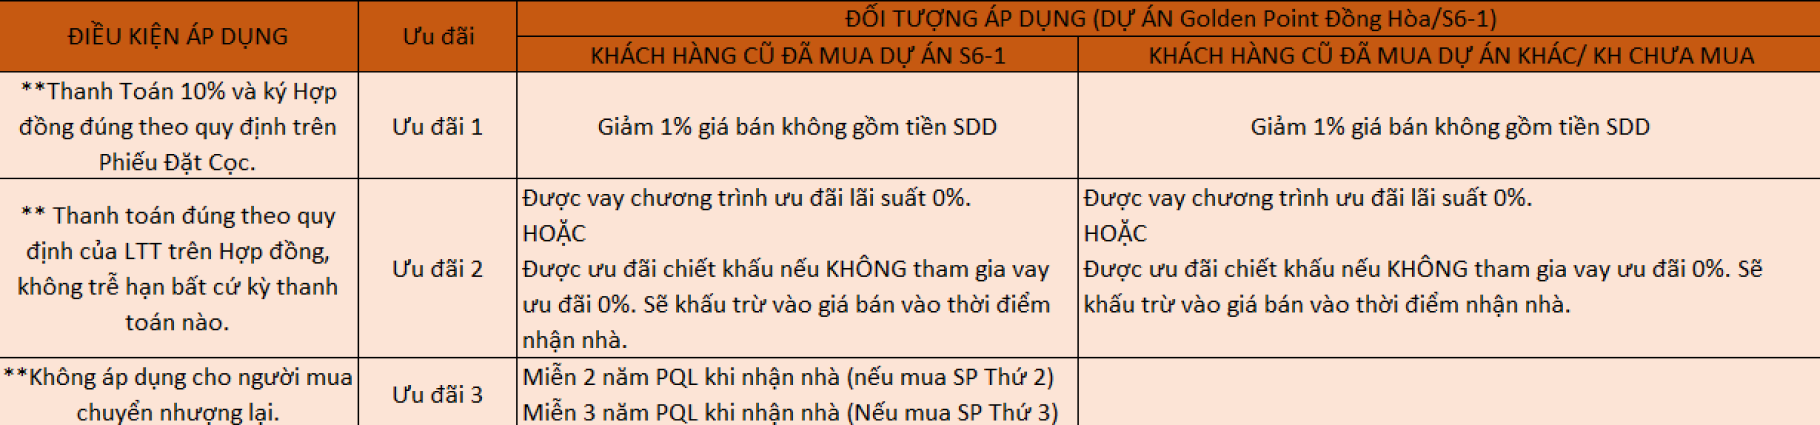 ĐIỀU KIỆN ÁP DỤNG
Ưu đãi
ĐỐI TƯỢNG ÁP DỤNG (DỰ ÁN Golden Point Đồng Hòa/S6-1)
KHÁCH HÀNG CŨ ĐÃ MUA DỰ ÁN S6-1
KHÁCH HÀNG CŨ ĐÃ MUA DỰ ÁN KHÁC/ KH CHƯA MUA
**Thanh Toán 10% và ký Hợp
đồng đúng theo quy định trên
Phiếu Đặt Cọc.
Ưu đãi 1
Giảm 1% giá bán không gồm tiền SDD
Giảm 1% giá bán không gồm tiền SDD
** Thanh toán đúng theo quy
định của LTT trên Hợp đồng,
không trễ hạn bất cứ kỳ thanh
toán nào.
Ưu đãi 2
Được vay chương trình ưu đãi lãi suất 0%.
HOẶC
Được ưu đãi chiết khấu nếu KHÔNG tham gia vay
ưu đãi 0%. Sẽ khấu trừ vào giá bán vào thời điểm
nhận nhà.
Được vay chương trình ưu đãi lãi suất 0%.
HOẶC
Được ưu đãi chiết khấu nếu KHÔNG tham gia vay ưu đãi 0%. Sẽ
khấu trừ vào giá bán vào thời điểm nhận nhà.
**Không áp dụng cho người mua
chuyển nhượng lại.
Ưu đãi 3
Miễn 2 năm PQL khi nhận nhà (nếu mua SP Thứ 2)
Miễn 3 năm PQL khi nhận nhà (Nếu mua SP Thứ 3)